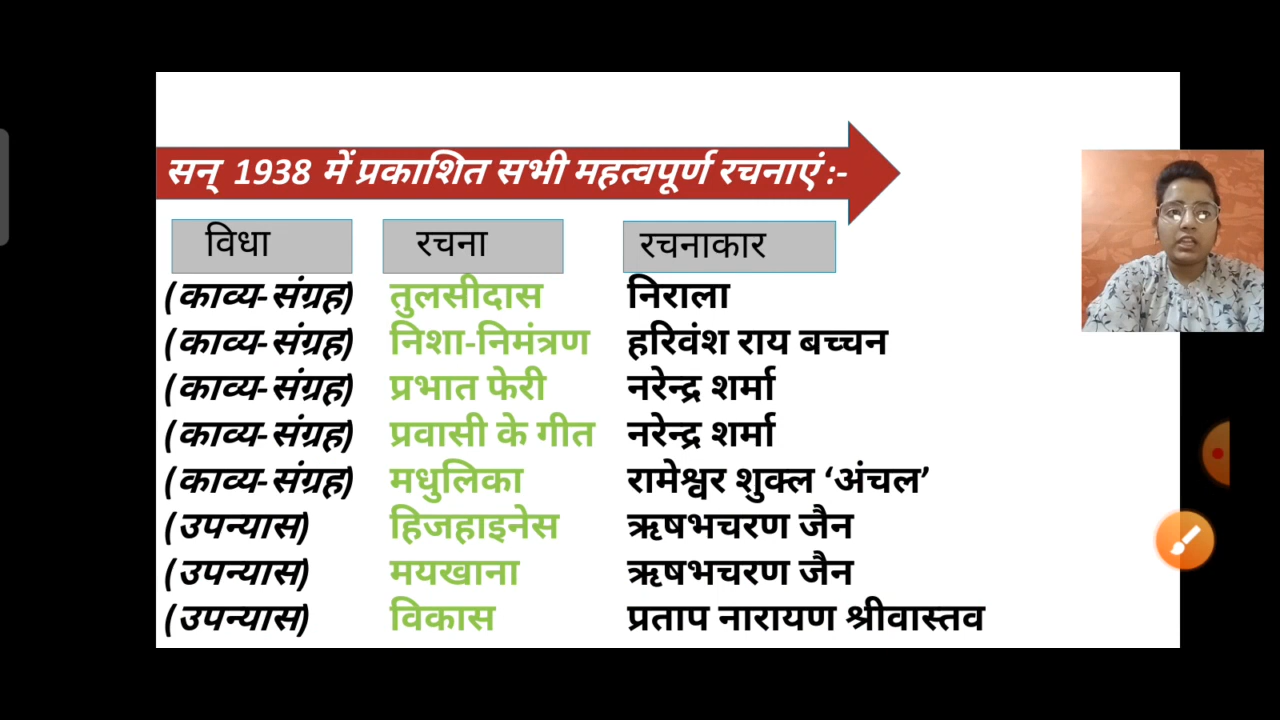 सन् 1938 में प्रकाशित सभी महत्वपूर्ण रचनाएं :-
विधा रचना रचनाकार
(काव्य-संग्रह) तुलसीदास निराला
(काव्य-संग्रह) निशा-निमंत्रण हरिवंश राय बच्चन
(काव्य-संग्रह) प्रभात फेरी नरेन्द्र शर्मा
(काव्य-संग्रह) प्रवासी के गीत नरेन्द्र शर्मा
(काव्य-संग्रह) मधुलिका रामेश्वर शुक्ल ‘अंचल’
(उपन्यास) हिजहाइनेस ऋषभचरण जैन
(उपन्यास) मयखाना ऋषभचरण जैन
(उपन्यास) विकास प्रताप नारायण श्रीवास्तव